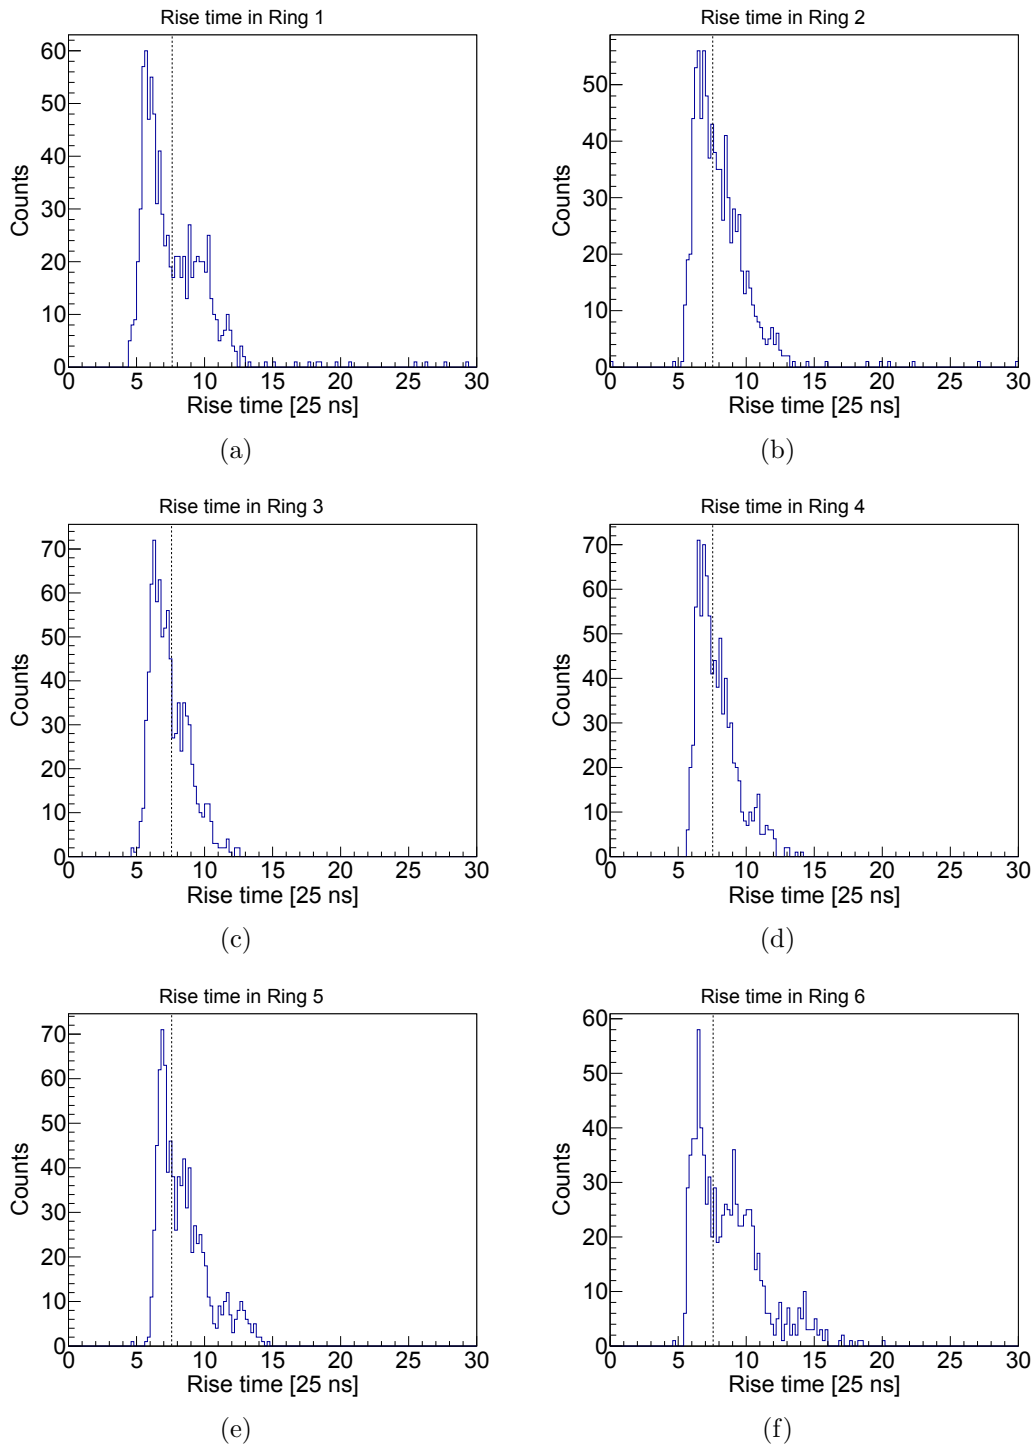 Rise time in Ring 1
Counts
60
50
40
30
20
10
0
0 5 10 15 20 25 30
Rise time [25 ns]
(a)
Rise time in Ring 2
Counts
50
40
30
20
10
0
0 5 10 15 20 25 30
Rise time [25 ns]
(b)
Rise time in Ring 3
Counts
70
60
50
40
30
20
10
0
0 5 10 15 20 25 30
Rise time [25 ns]
(c)
Rise time in Ring 4
Counts
70
60
50
40
30
20
10
0
0 5 10 15 20 25 30
Rise time [25 ns]
(d)
Rise time in Ring 5
Counts
70
60
50
40
30
20
10
0
0 5 10 15 20 25 30
Rise time [25 ns]
(e)
Rise time in Ring 6
Counts
60
50
40
30
20
10
0
0 5 10 15 20 25 30
Rise time [25 ns]
(f)